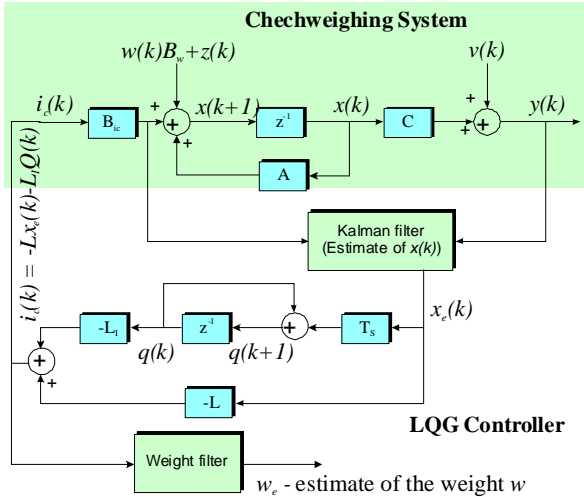 Chechweighing System
w(k)B_w+z(k)
v(k)
i_c(k)
x(k+1)
x(k)
y(k)
B_ic
+
+
z⁻¹
C
+
+
+
A
i_c(k) = -Lx_e(k)-L_IQ(k)
Kalman filter
(Estimate of x(k))
x_e(k)
-L_I
z⁻¹
+
T_S
q(k)
q(k+1)
+
+
+
-L
LQG Controller
Weight filter
w_e - estimate of the weight w